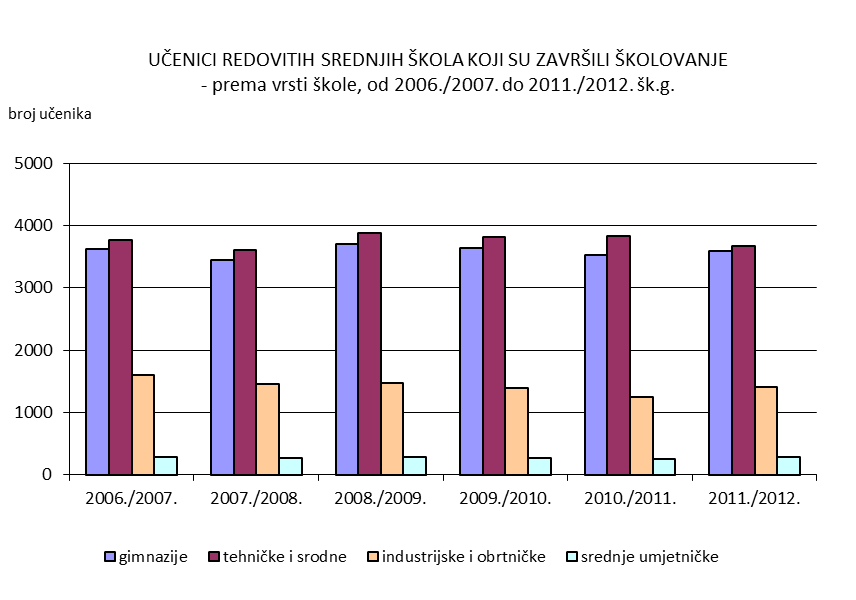 UČENICI REDOVITIH SREDNJIH ŠKOLA KOJI SU ZAVRŠILI ŠKOLOVANJE
- prema vrsti škole, od 2006./2007. do 2011./2012. šk.g.
broj učenika
5000
4000
3000
2000
1000
0
2006./2007. 2007./2008. 2008./2009. 2009./2010. 2010./2011. 2011./2012.
gimnazije tehničke i srodne industrijske i obrtničke srednje umjetničke